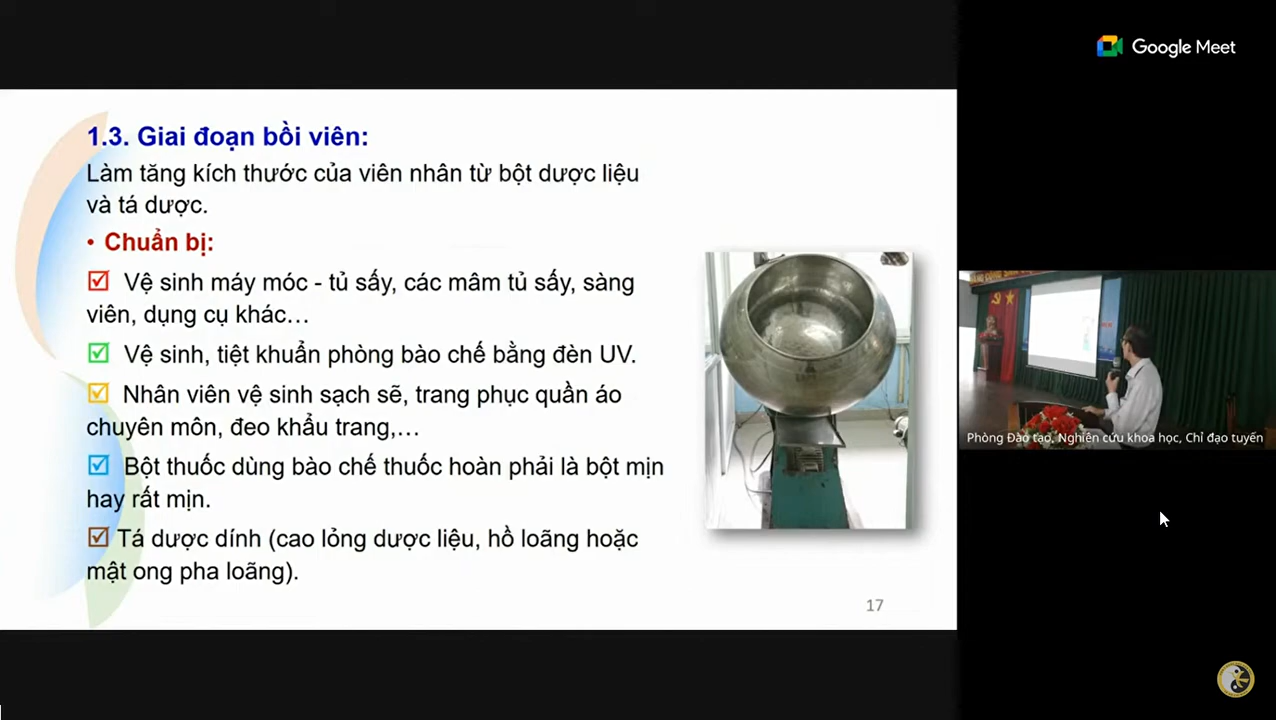 Google Meet
1.3. Giai đoạn bồi viên:
Làm tăng kích thước của viên nhân từ bột dược liệu
và tá dược.
• Chuẩn bị:
Vệ sinh máy móc - tủ sấy, các mâm tủ sấy, sàng
viên, dụng cụ khác…
Vệ sinh, tiệt khuẩn phòng bào chế bằng đèn UV.
Nhân viên vệ sinh sạch sẽ, trang phục quần áo
chuyên môn, đeo khẩu trang,…
Bột thuốc dùng bào chế thuốc hoàn phải là bột mịn
hay rất mịn.
Tá dược dính (cao lỏng dược liệu, hồ loãng hoặc
mật ong pha loãng).
17
Phòng Đào tạo, Nghiên cứu khoa học, Chỉ đạo tuyến